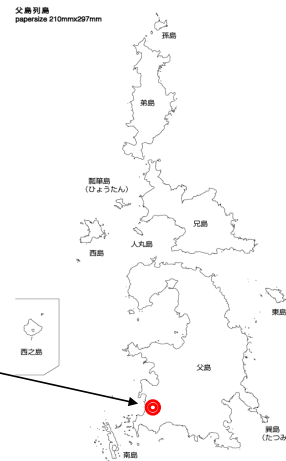 父島列島
papersize 210mmx297mm
孫島
弟島
瓢箪島
(ひょうたん)
兄島
人丸島
西島
東島
西之島
父島
巽島
(たつみ
南島